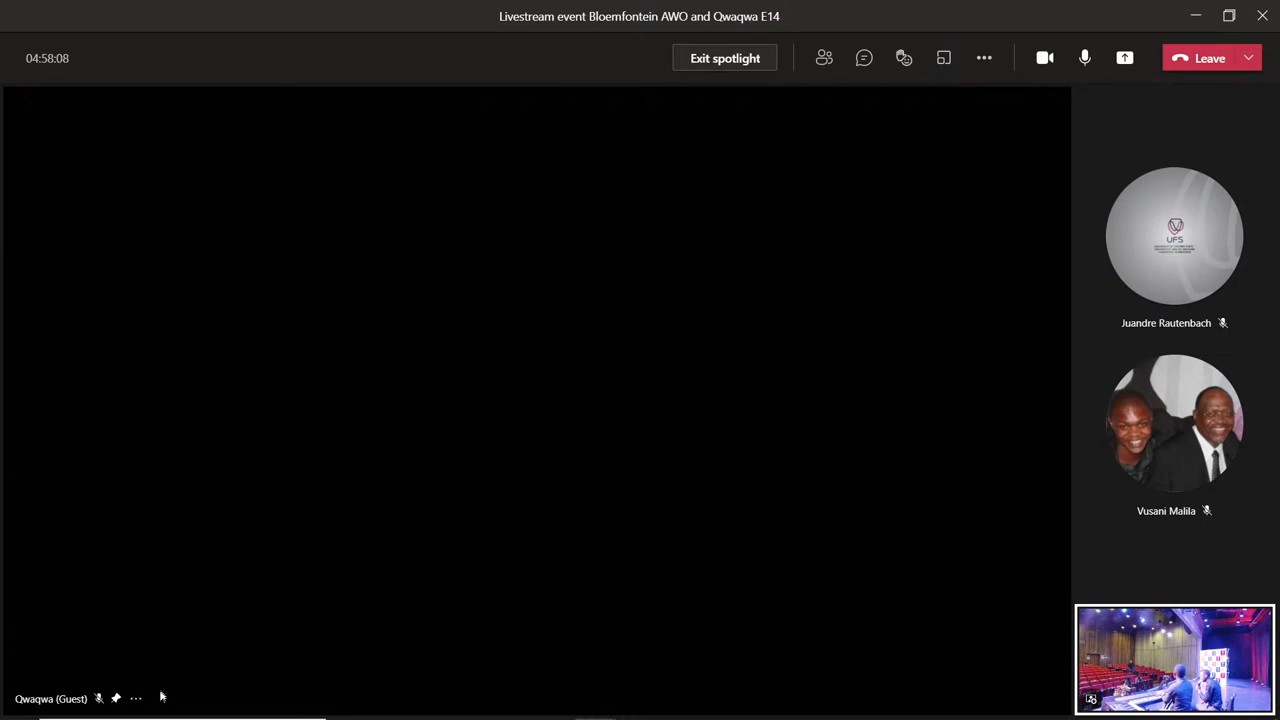 Livestream event Bloemfontein AWO and Qwaqwa E14
04:58:08
Exit spotlight
Leave
UFS
Juandre Rautenbach
Vusani Malila
Qwaqwa (Guest)